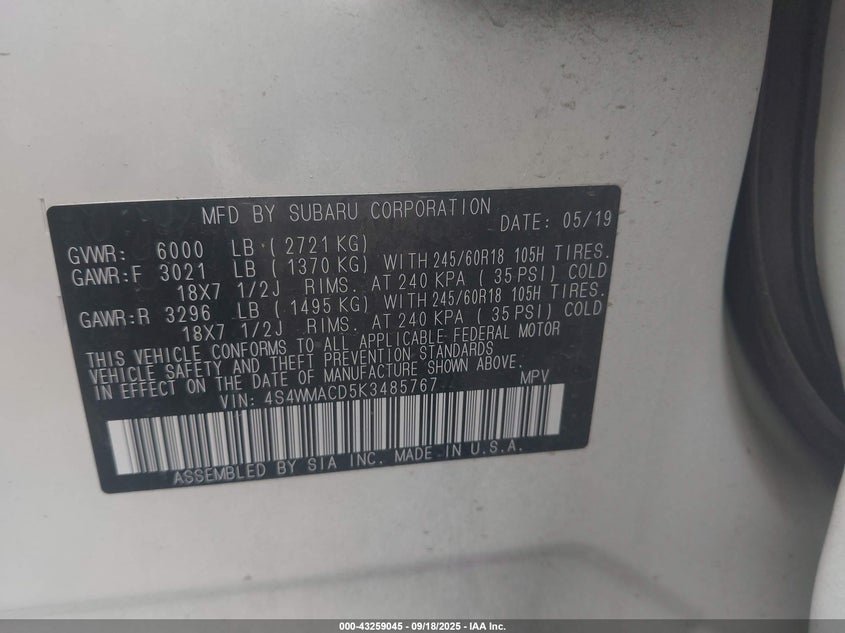 MFD BY SUBARU CORPORATION DATE: 05/19
GVWR: 6000 LB ( 2721 KG)
GAWR:F 3021 LB ( 1370 KG) WITH 245/60R18 105H TIRES.
18X7 1/2J RIMS. AT 240 KPA ( 35 PSI) COLD
GAWR:R 3296 LB ( 1495 KG) WITH 245/60R18 105H TIRES.
18X7 1/2J RIMS. AT 240 KPA ( 35 PSI) COLD
THIS VEHICLE CONFORMS TO ALL APPLICABLE FEDERAL MOTOR
VEHICLE SAFETY AND THEFT PREVENTION STANDARDS
IN EFFECT ON THE DATE OF MANUFACTURE SHOWN ABOVE.
VIN: 4S4WMACD5K3485767 MPV
ASSEMBLED BY SIA INC. MADE IN U.S.A.
000-43259045 - 09/18/2025 - IAA Inc.